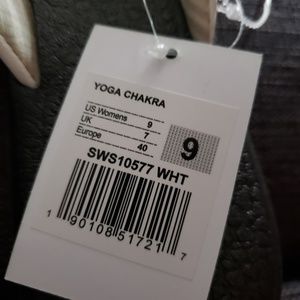 YOGA CHAKRA
US Womens 9
UK 7
Europe 40
9
SWS10577 WHT
1 90108 51721 7